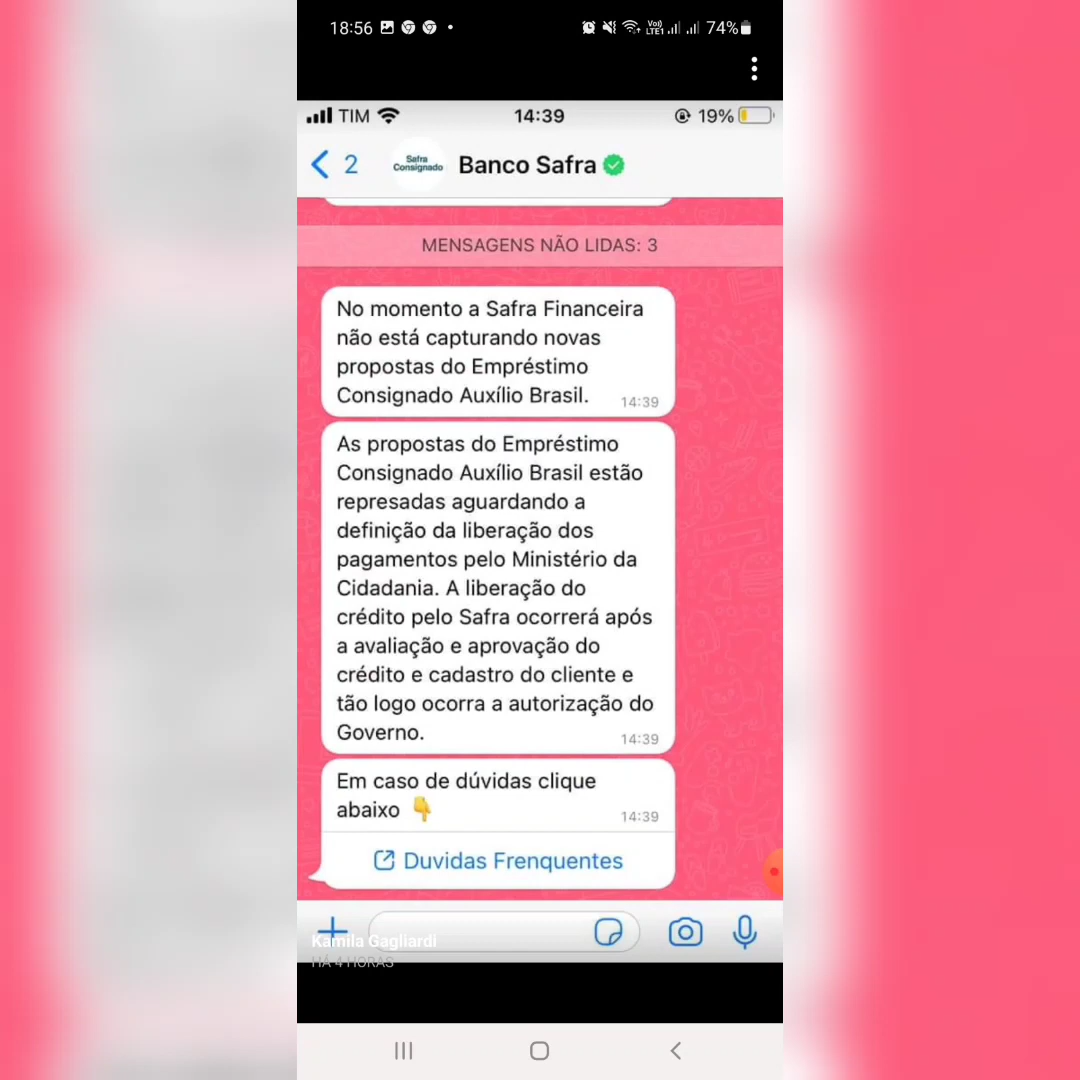 18:56
Vo))
LTE1
74%
TIM
14:39
19%
2
Safra
Consignado
Banco Safra
MENSAGENS NÃO LIDAS: 3
No momento a Safra Financeira
não está capturando novas
propostas do Empréstimo
Consignado Auxílio Brasil.
14:39
As propostas do Empréstimo
Consignado Auxílio Brasil estão
represadas aguardando a
definição da liberação dos
pagamentos pelo Ministério da
Cidadania. A liberação do
crédito pelo Safra ocorrerá após
a avaliação e aprovação do
crédito e cadastro do cliente e
tão logo ocorra a autorização do
Governo.
14:39
Em caso de dúvidas clique
abaixo 👇
14:39
Duvidas Frenquentes
Kamila Gagliardi
HÁ 4 HORAS